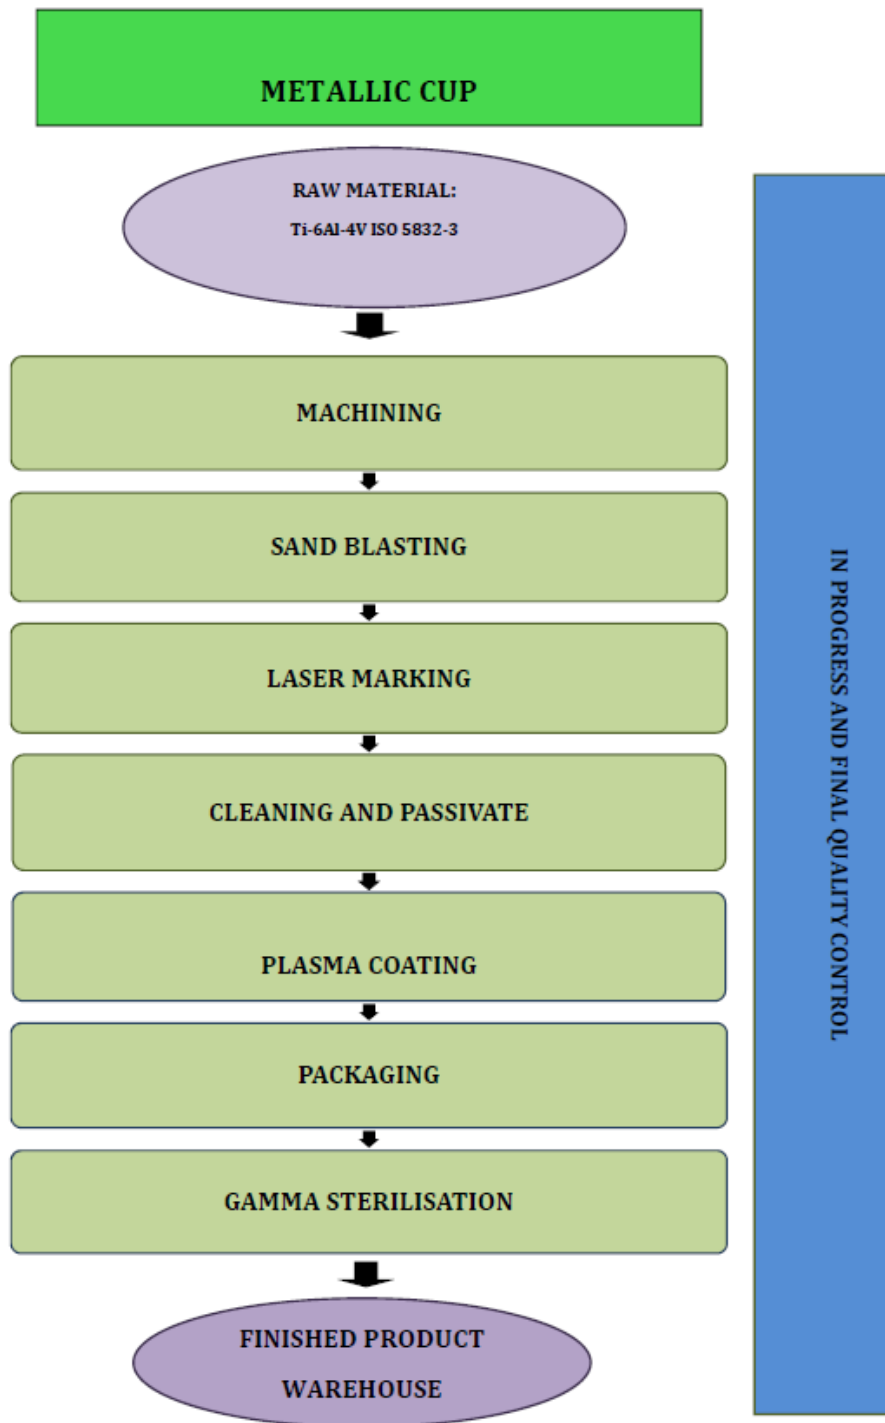 METALLIC CUP
RAW MATERIAL:
Ti-6Al-4V ISO 5832-3
MACHINING
SAND BLASTING
LASER MARKING
CLEANING AND PASSIVATE
PLASMA COATING
PACKAGING
GAMMA STERILISATION
FINISHED PRODUCT
WAREHOUSE
IN PROGRESS AND FINAL QUALITY CONTROL